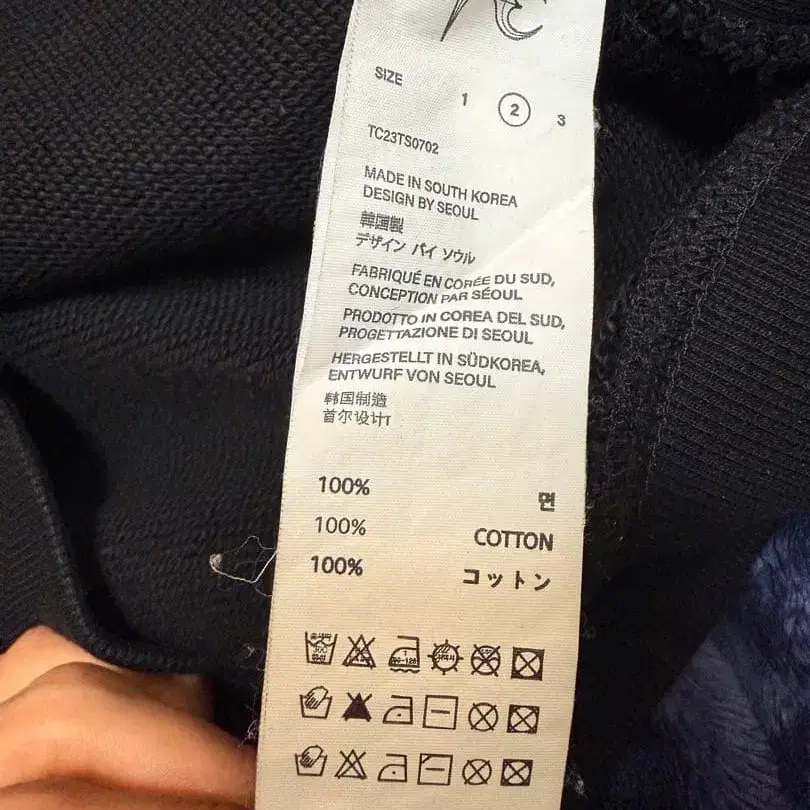 SIZE
1 2 3
TC23TS0702
MADE IN SOUTH KOREA
DESIGN BY SEOUL
韓国製
デザイン バイ ソウル
FABRIQUÉ EN CORÉE DU SUD,
CONCEPTION PAR SÉOUL
PRODOTTO IN COREA DEL SUD,
PROGETTAZIONE DI SEOUL
HERGESTELLT IN SÜDKOREA,
ENTWURF VON SEOUL
韩国制造
首尔设计T
100% 면
100% COTTON
100% コットン